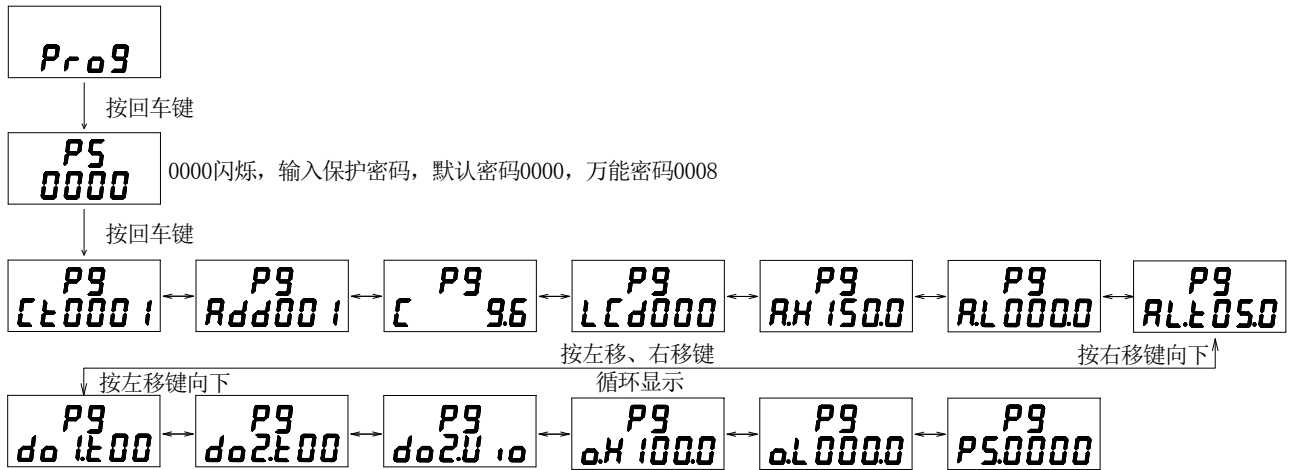 Prog
按回车键
PS
0000
0000闪烁，输入保护密码，默认密码0000，万能密码0008
按回车键
Pg Pg Pg Pg Pg Pg Pg
Ct0001 Add001 C 9.6 LCd000 A.H 150.0 A.L 000.0 AL.t05.0
按左移、右移键 按右移键向下
按左移键向下 循环显示
Pg Pg Pg Pg Pg Pg
do1.t00 do2.t00 do2.U io o.H 100.0 o.L 000.0 PS.0000